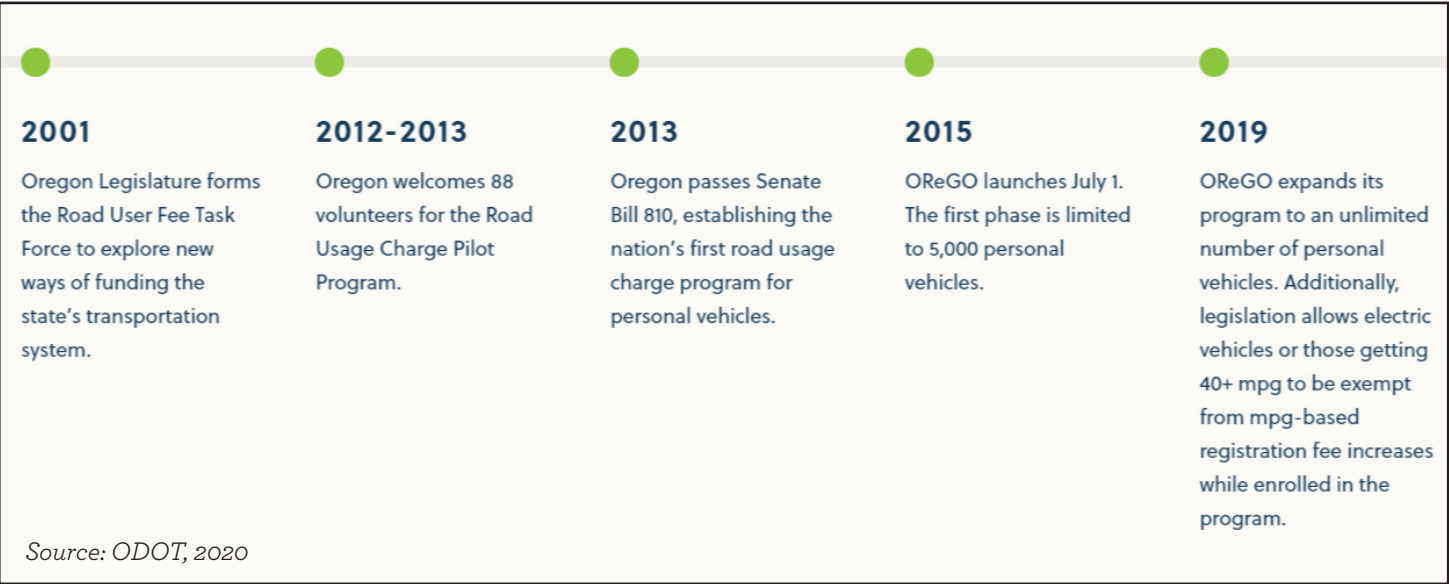 2001
Oregon Legislature forms
the Road User Fee Task
Force to explore new
ways of funding the
state's transportation
system.
2012-2013
Oregon welcomes 88
volunteers for the Road
Usage Charge Pilot
Program.
2013
Oregon passes Senate
Bill 810, establishing the
nation's first road usage
charge program for
personal vehicles.
2015
OReGO launches July 1.
The first phase is limited
to 5,000 personal
vehicles.
2019
OReGO expands its
program to an unlimited
number of personal
vehicles. Additionally,
legislation allows electric
vehicles or those getting
40+ mpg to be exempt
from mpg-based
registration fee increases
while enrolled in the
program.
Source: ODOT, 2020